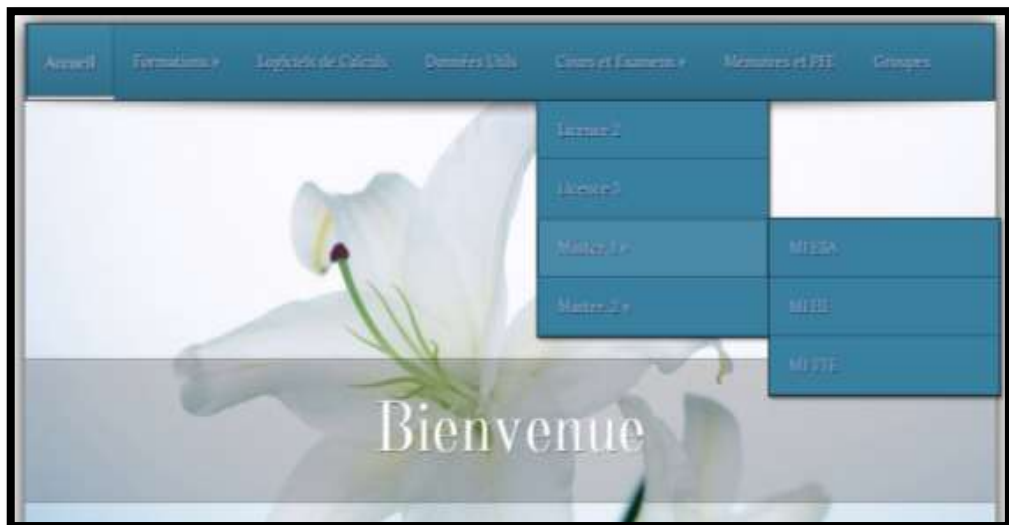 Accueil Formations » Logiciels de Calculs Données Utils Cours et Examens » Mémoires et PFE Groupes
Licence 2
Licence 3
Master 1 »
Master 2 »
Bienvenue